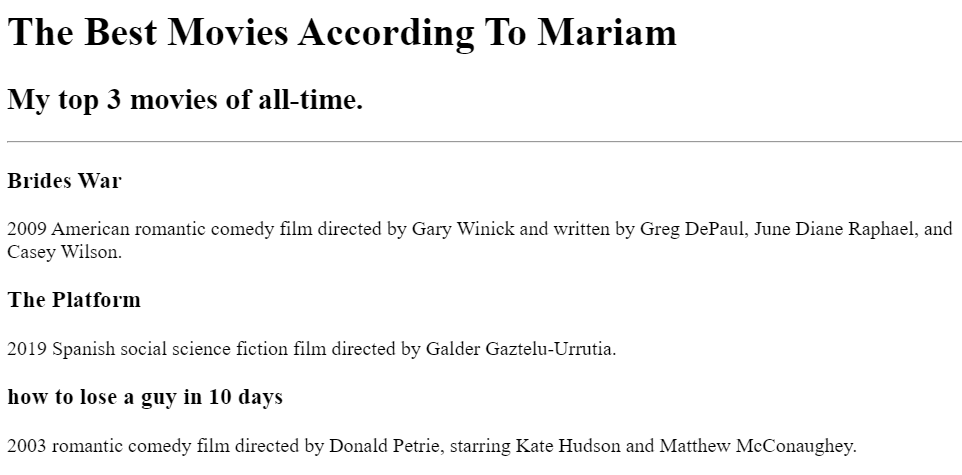 The Best Movies According To Mariam
My top 3 movies of all-time.
Brides War
2009 American romantic comedy film directed by Gary Winick and written by Greg DePaul, June Diane Raphael, and
Casey Wilson.
The Platform
2019 Spanish social science fiction film directed by Galder Gaztelu-Urrutia.
how to lose a guy in 10 days
2003 romantic comedy film directed by Donald Petrie, starring Kate Hudson and Matthew McConaughey.